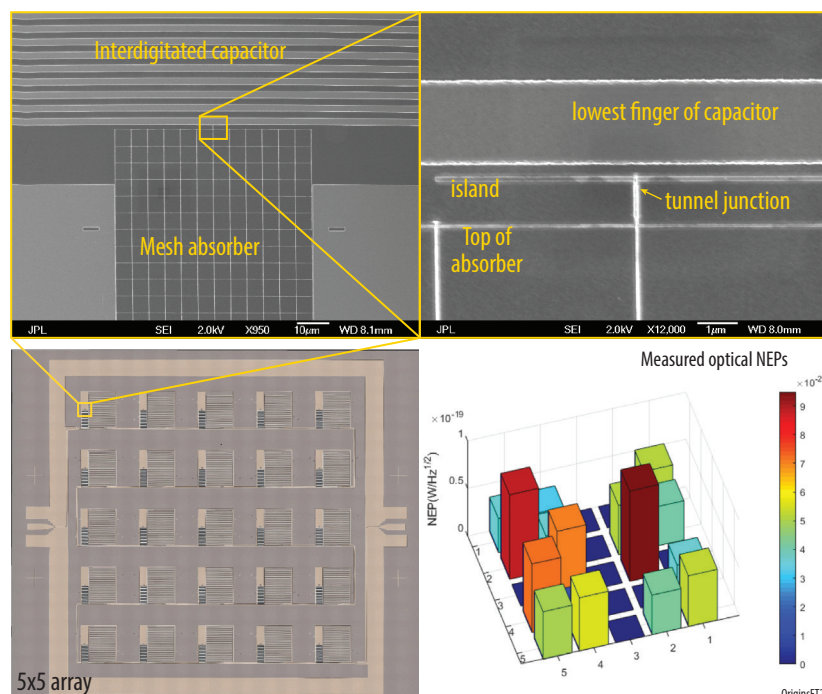 Interdigitated capacitor
Mesh absorber
JPL SEI 2.0kV X950 10μm WD 8.1mm
lowest finger of capacitor
island
tunnel junction
Top of
absorber
JPL SEI 2.0kV X12,000 1μm WD 8.0mm
5x5 array
Measured optical NEPs
×10⁻¹⁹
NEP(W/Hz^1/2)
1
0.5
0
1
2
3
4
5
5
4
3
2
1
9
8
7
6
5
4
3
2
1
0